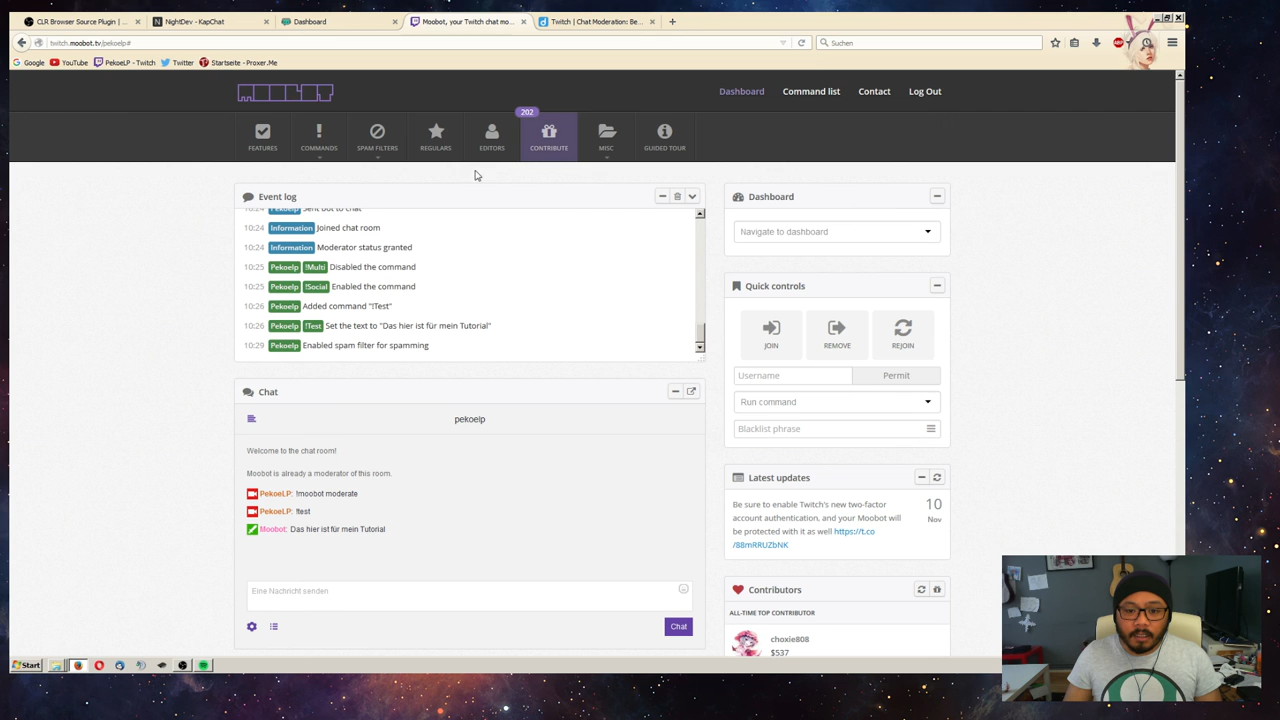 CLR Browser Source Plugin | ...
NightDev - KapChat
Dashboard
Moobot, your Twitch chat mo...
Twitch | Chat Moderation: Be...
twitch.moobot.tv/pekoelp#
Suchen
Google
YouTube
PekoeLP - Twitch
Twitter
Startseite - Proxer.Me
MOOBOT
Dashboard
Command list
Contact
Log Out
202
FEATURES
COMMANDS
SPAM FILTERS
REGULARS
EDITORS
CONTRIBUTE
MISC
GUIDED TOUR
Event log
10:24 Pekoelp Sent bot to chat
10:24 Information Joined chat room
10:24 Information Moderator status granted
10:25 Pekoelp !Multi Disabled the command
10:25 Pekoelp !Social Enabled the command
10:26 Pekoelp Added command "!Test"
10:26 Pekoelp !Test Set the text to "Das hier ist für mein Tutorial"
10:29 Pekoelp Enabled spam filter for spamming
Chat
pekoelp
Welcome to the chat room!
Moobot is already a moderator of this room.
PekoeLP: !moobot moderate
PekoeLP: !test
Moobot: Das hier ist für mein Tutorial
Eine Nachricht senden
Chat
Dashboard
Navigate to dashboard
Quick controls
JOIN
REMOVE
REJOIN
Username
Permit
Run command
Blacklist phrase
Latest updates
Be sure to enable Twitch's new two-factor
account authentication, and your Moobot will
be protected with it as well https://t.co
/88mRRUZbNK
10
Nov
Contributors
ALL-TIME TOP CONTRIBUTOR
choxie808
$537
Start